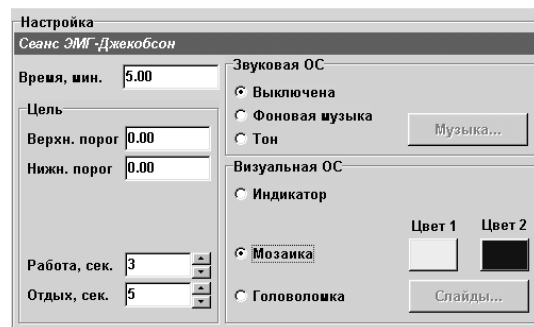 Настройка
Сеанс ЭМГ-Джекобсон
Время, мин. 5.00
Цель
Верхн. порог 0.00
Нижн. порог 0.00
Работа, сек. 3
Отдых, сек. 5
Звуковая ОС
Выключена
Фоновая музыка
Тон
Музыка...
Визуальная ОС
Индикатор
Цвет 1 Цвет 2
Мозаика
Головоломка
Слайды...